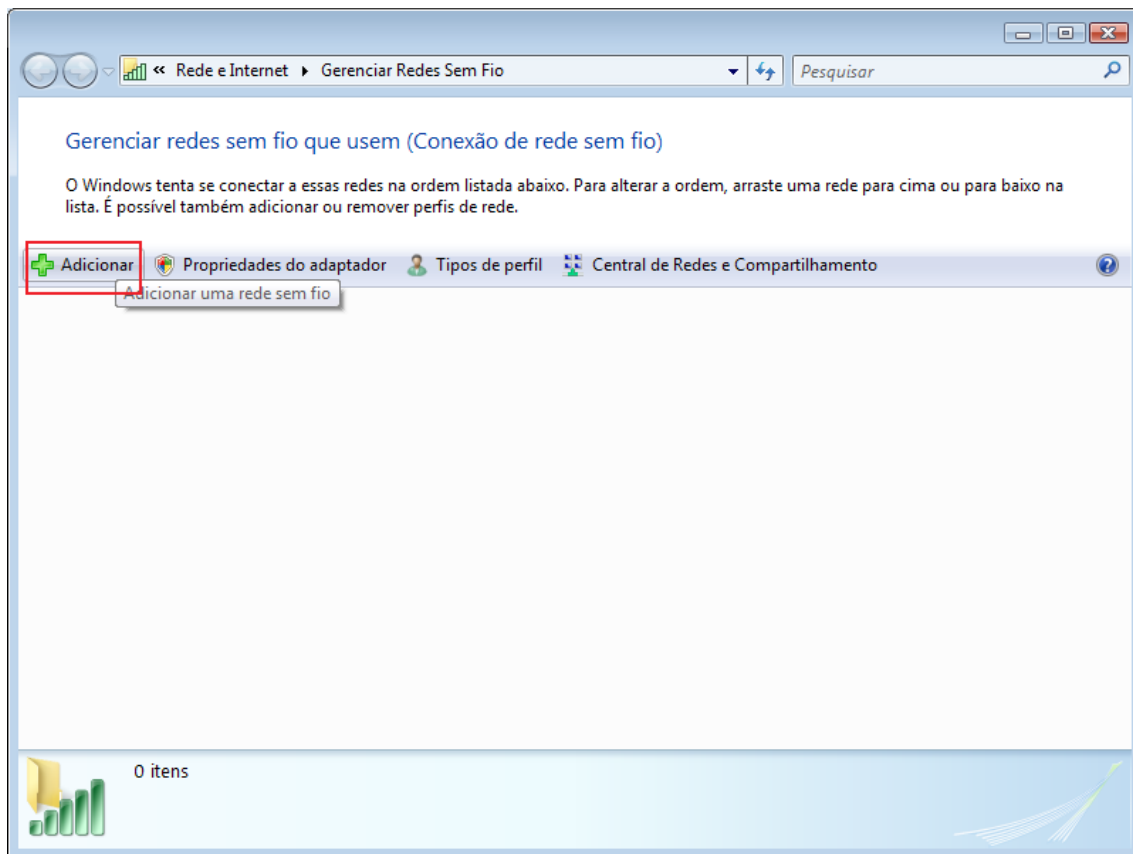 « Rede e Internet ▸ Gerenciar Redes Sem Fio
Pesquisar
Gerenciar redes sem fio que usem (Conexão de rede sem fio)
O Windows tenta se conectar a essas redes na ordem listada abaixo. Para alterar a ordem, arraste uma rede para cima ou para baixo na
lista. É possível também adicionar ou remover perfis de rede.
Adicionar Propriedades do adaptador Tipos de perfil Central de Redes e Compartilhamento
Adicionar uma rede sem fio
0 itens